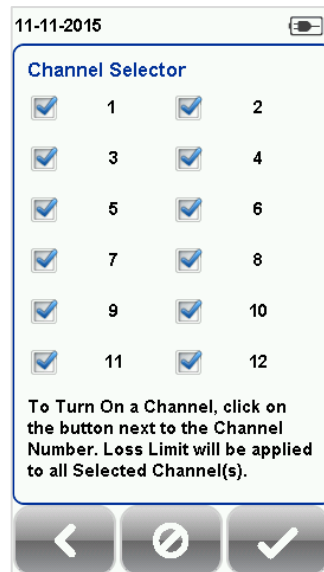 11-11-2015
Channel Selector
1 2
3 4
5 6
7 8
9 10
11 12
To Turn On a Channel, click on
the button next to the Channel
Number. Loss Limit will be applied
to all Selected Channel(s).